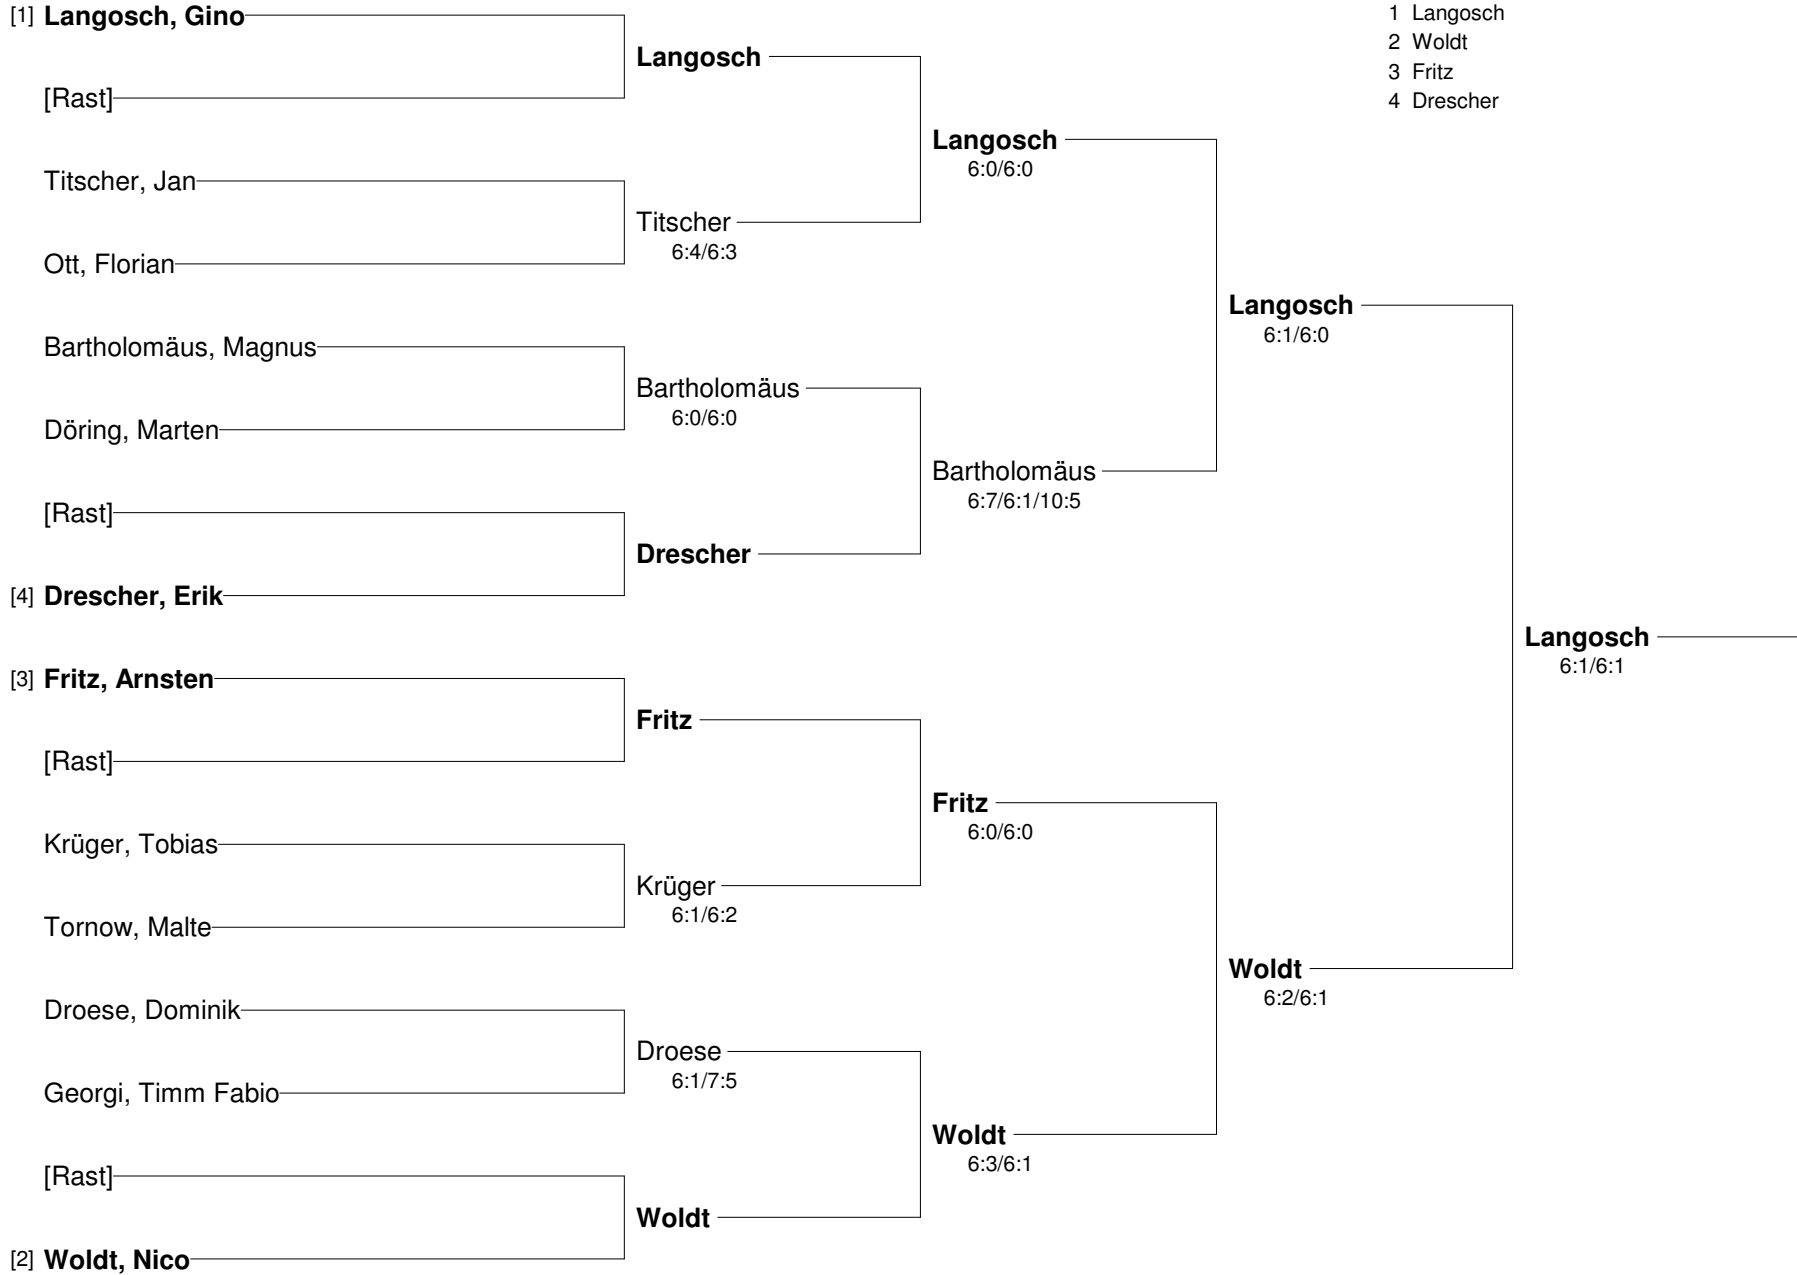 [1] Langosch, Gino
[Rast]
Titscher, Jan
Ott, Florian
Bartholomäus, Magnus
Döring, Marten
[Rast]
[4] Drescher, Erik
[3] Fritz, Arnsten
[Rast]
Krüger, Tobias
Tornow, Malte
Droese, Dominik
Georgi, Timm Fabio
[Rast]
[2] Woldt, Nico
Langosch
Titscher
6:4/6:3
Bartholomäus
6:0/6:0
Drescher
Fritz
Krüger
6:1/6:2
Droese
6:1/7:5
Woldt
Langosch
6:0/6:0
Bartholomäus
6:7/6:1/10:5
Fritz
6:0/6:0
Woldt
6:3/6:1
Langosch
6:1/6:0
Woldt
6:2/6:1
Langosch
6:1/6:1
1 Langosch
2 Woldt
3 Fritz
4 Drescher